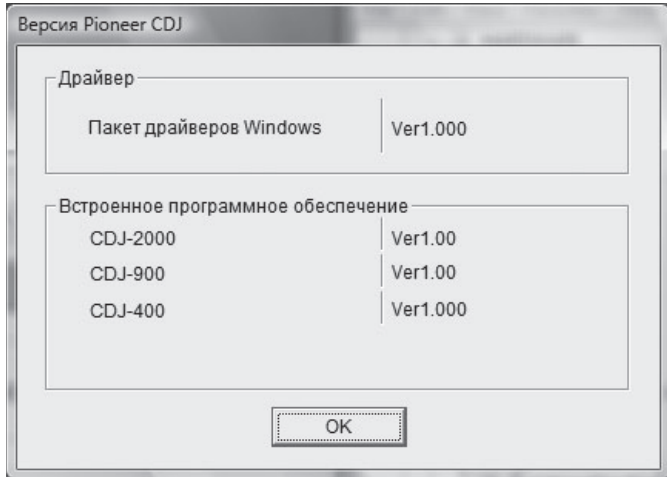 Версия Pioneer CDJ
Драйвер
Пакет драйверов Windows Ver1.000
Встроенное программное обеспечение
CDJ-2000 Ver1.00
CDJ-900 Ver1.00
CDJ-400 Ver1.000
OK